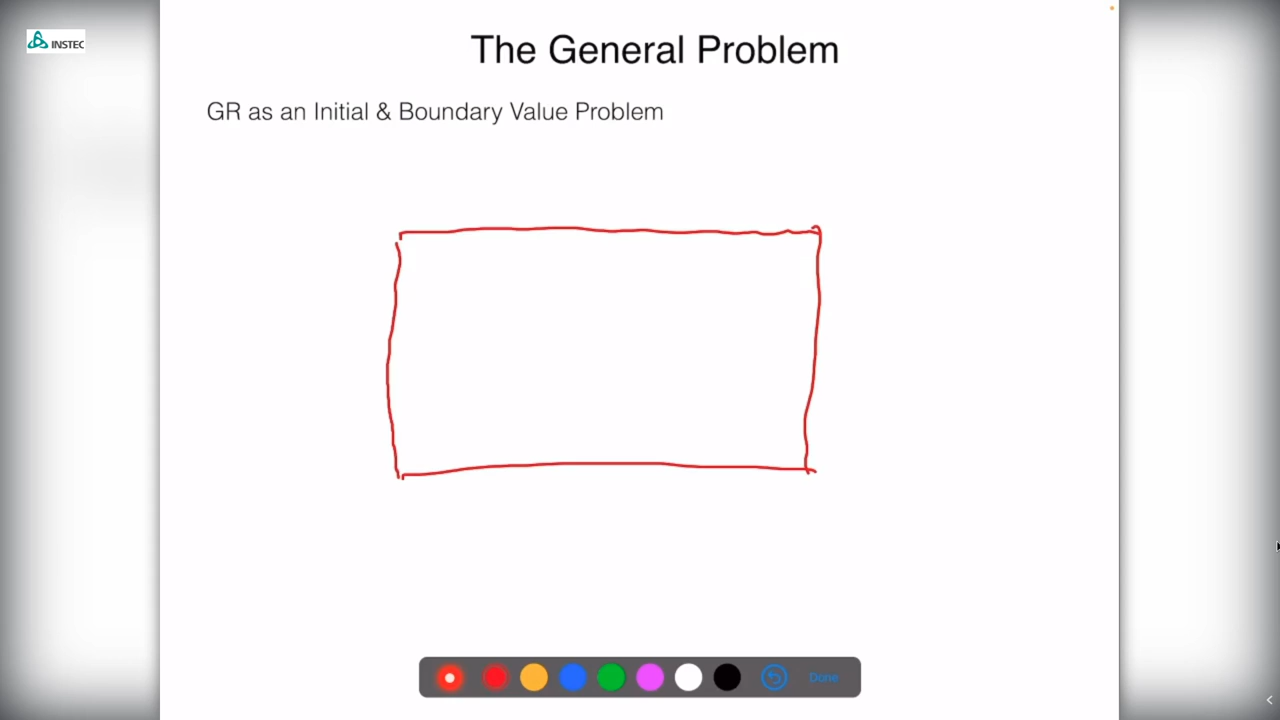 INSTEC
The General Problem
GR as an Initial & Boundary Value Problem
Done